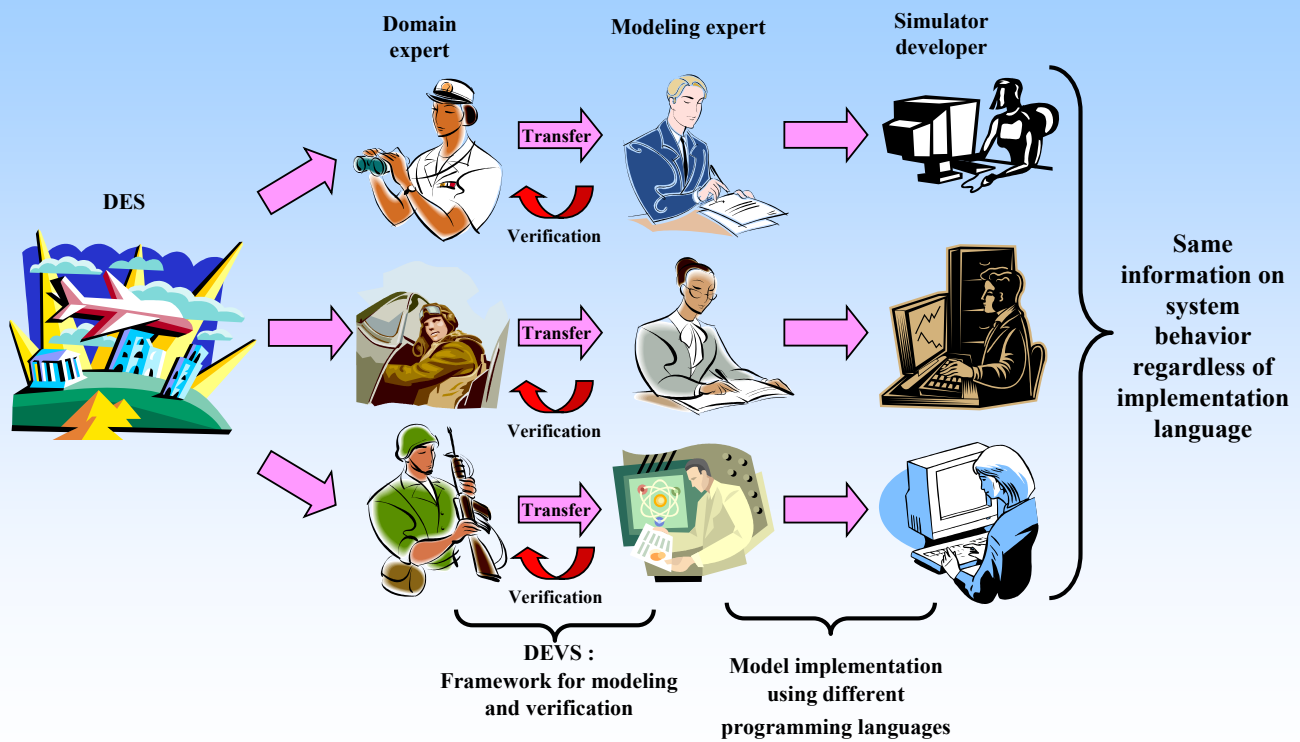 Domain
expert
Modeling expert
Simulator
developer
DES
Transfer
Verification
Transfer
Verification
Transfer
Verification
Same
information on
system
behavior
regardless of
implementation
language
DEVS :
Framework for modeling
and verification
Model implementation
using different
programming languages